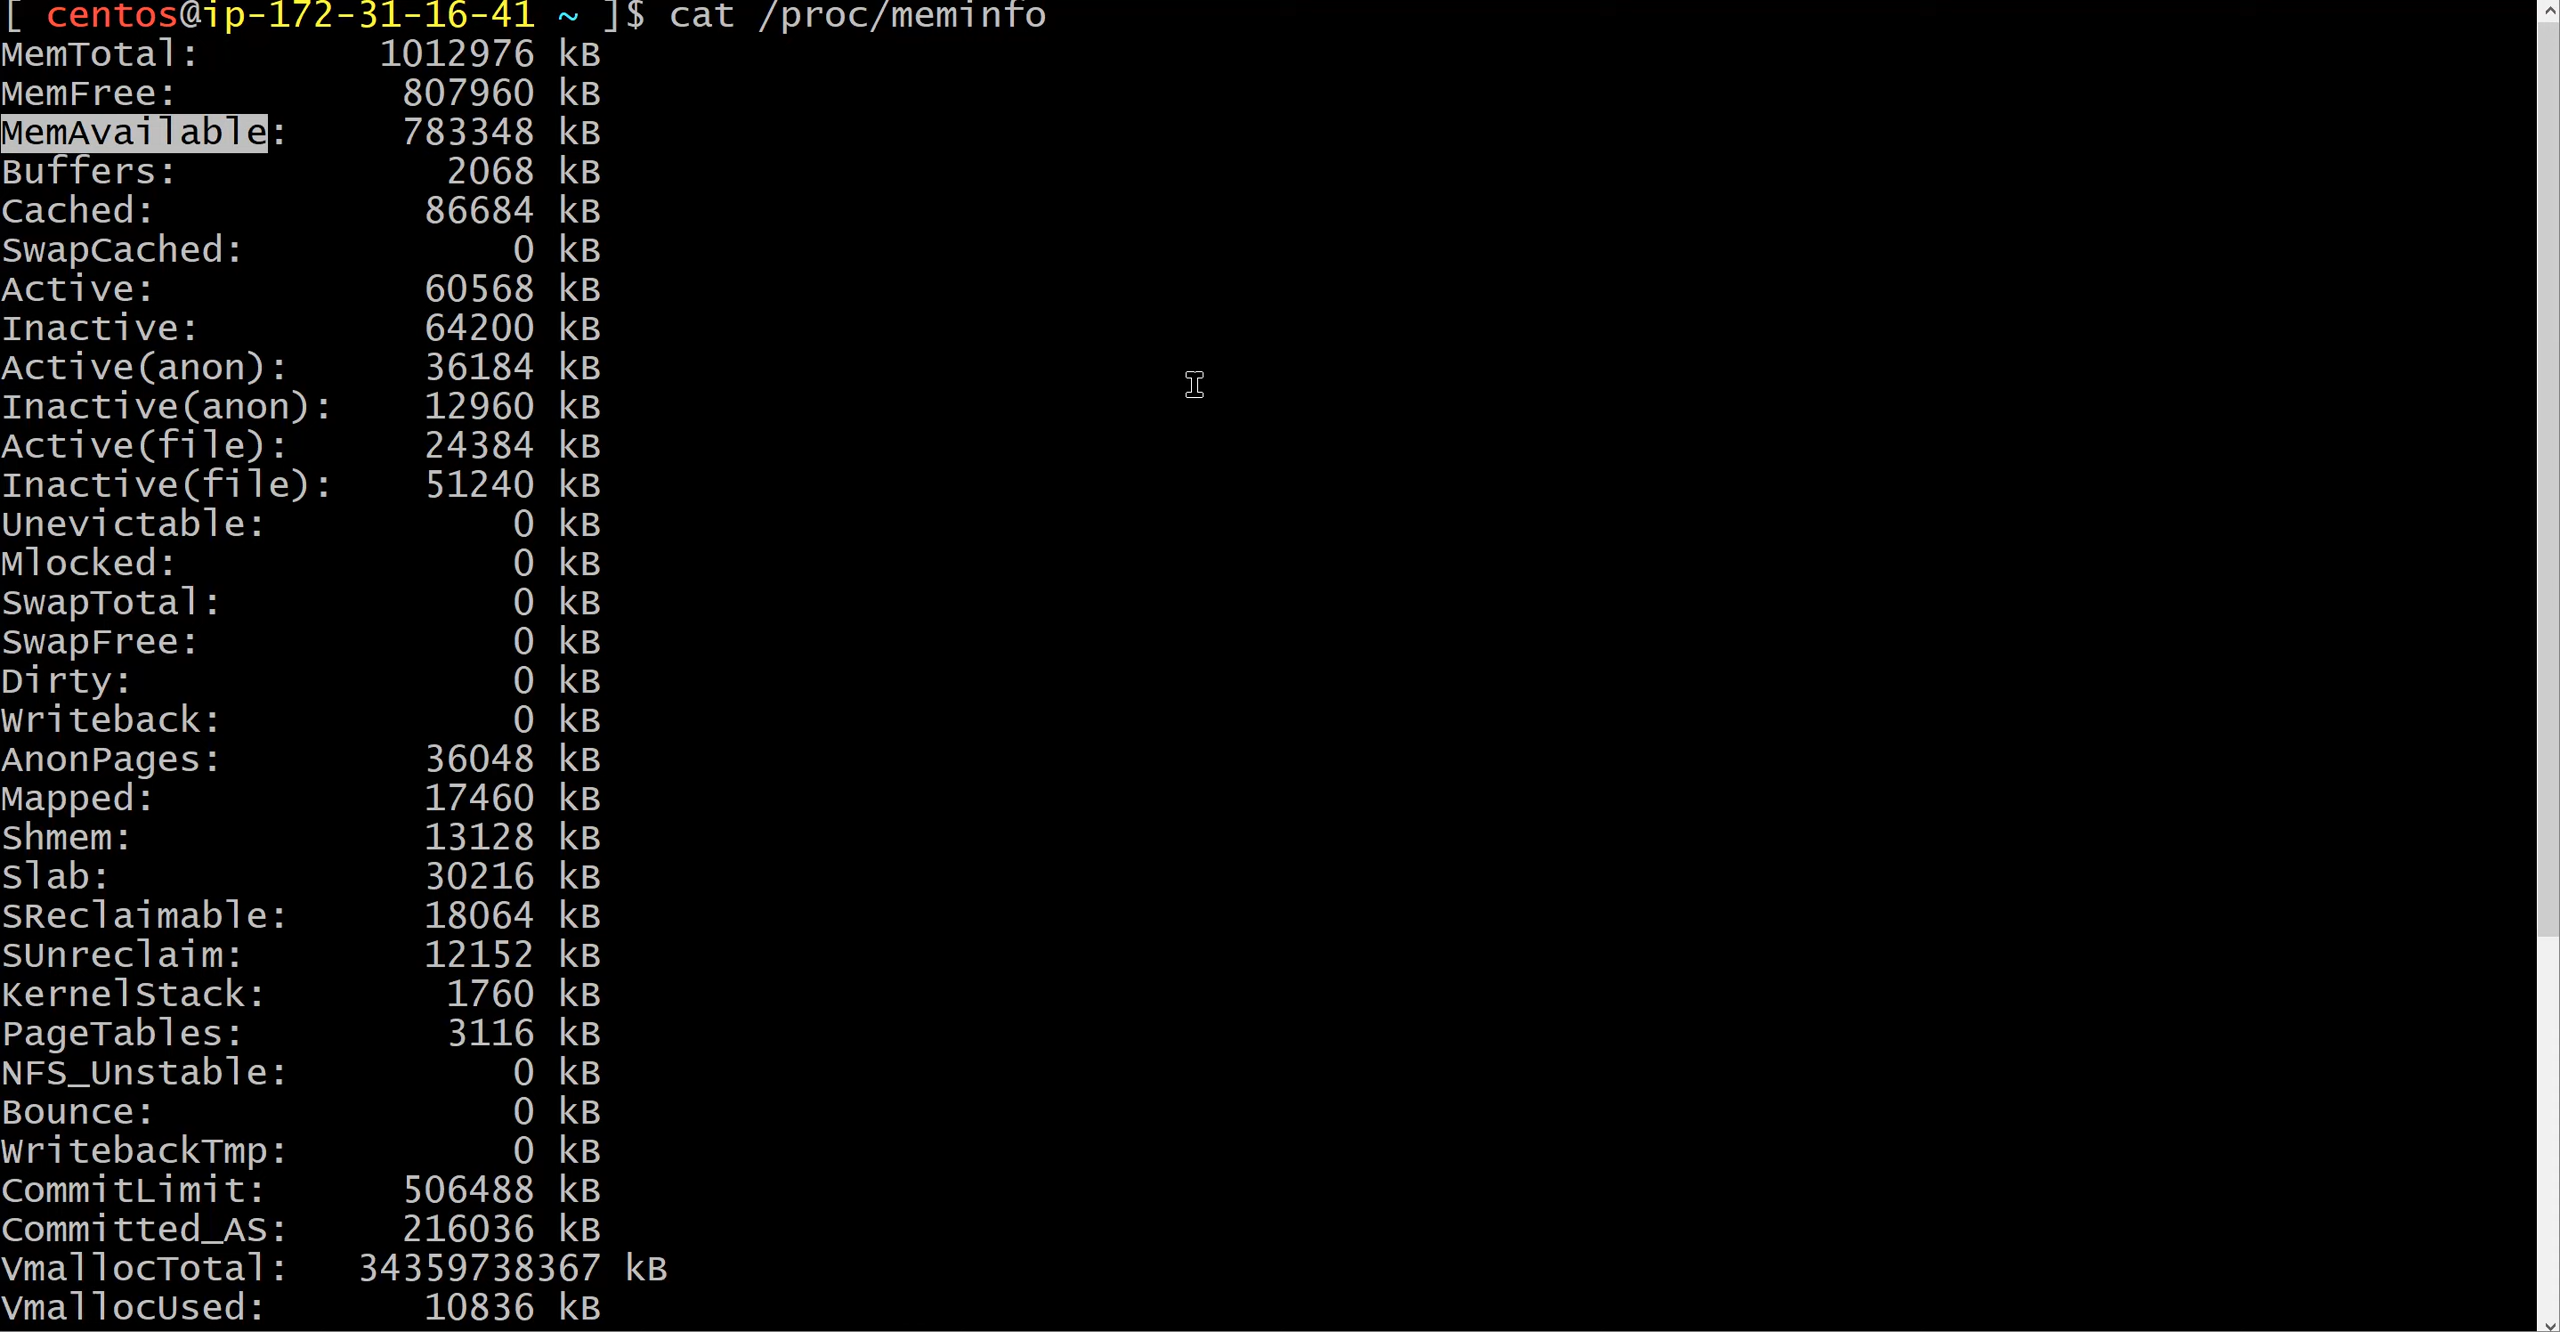 [ centos@ip-172-31-16-41 ~ ]$ cat /proc/meminfo
MemTotal:        1012976 kB
MemFree:          807960 kB
MemAvailable:     783348 kB
Buffers:            2068 kB
Cached:            86684 kB
SwapCached:            0 kB
Active:            60568 kB
Inactive:          64200 kB
Active(anon):      36184 kB
Inactive(anon):    12960 kB
Active(file):      24384 kB
Inactive(file):    51240 kB
Unevictable:           0 kB
Mlocked:               0 kB
SwapTotal:             0 kB
SwapFree:              0 kB
Dirty:                 0 kB
Writeback:             0 kB
AnonPages:         36048 kB
Mapped:            17460 kB
Shmem:             13128 kB
Slab:              30216 kB
SReclaimable:      18064 kB
SUnreclaim:        12152 kB
KernelStack:        1760 kB
PageTables:         3116 kB
NFS_Unstable:          0 kB
Bounce:                0 kB
WritebackTmp:          0 kB
CommitLimit:      506488 kB
Committed_AS:     216036 kB
VmallocTotal:   34359738367 kB
VmallocUsed:       10836 kB